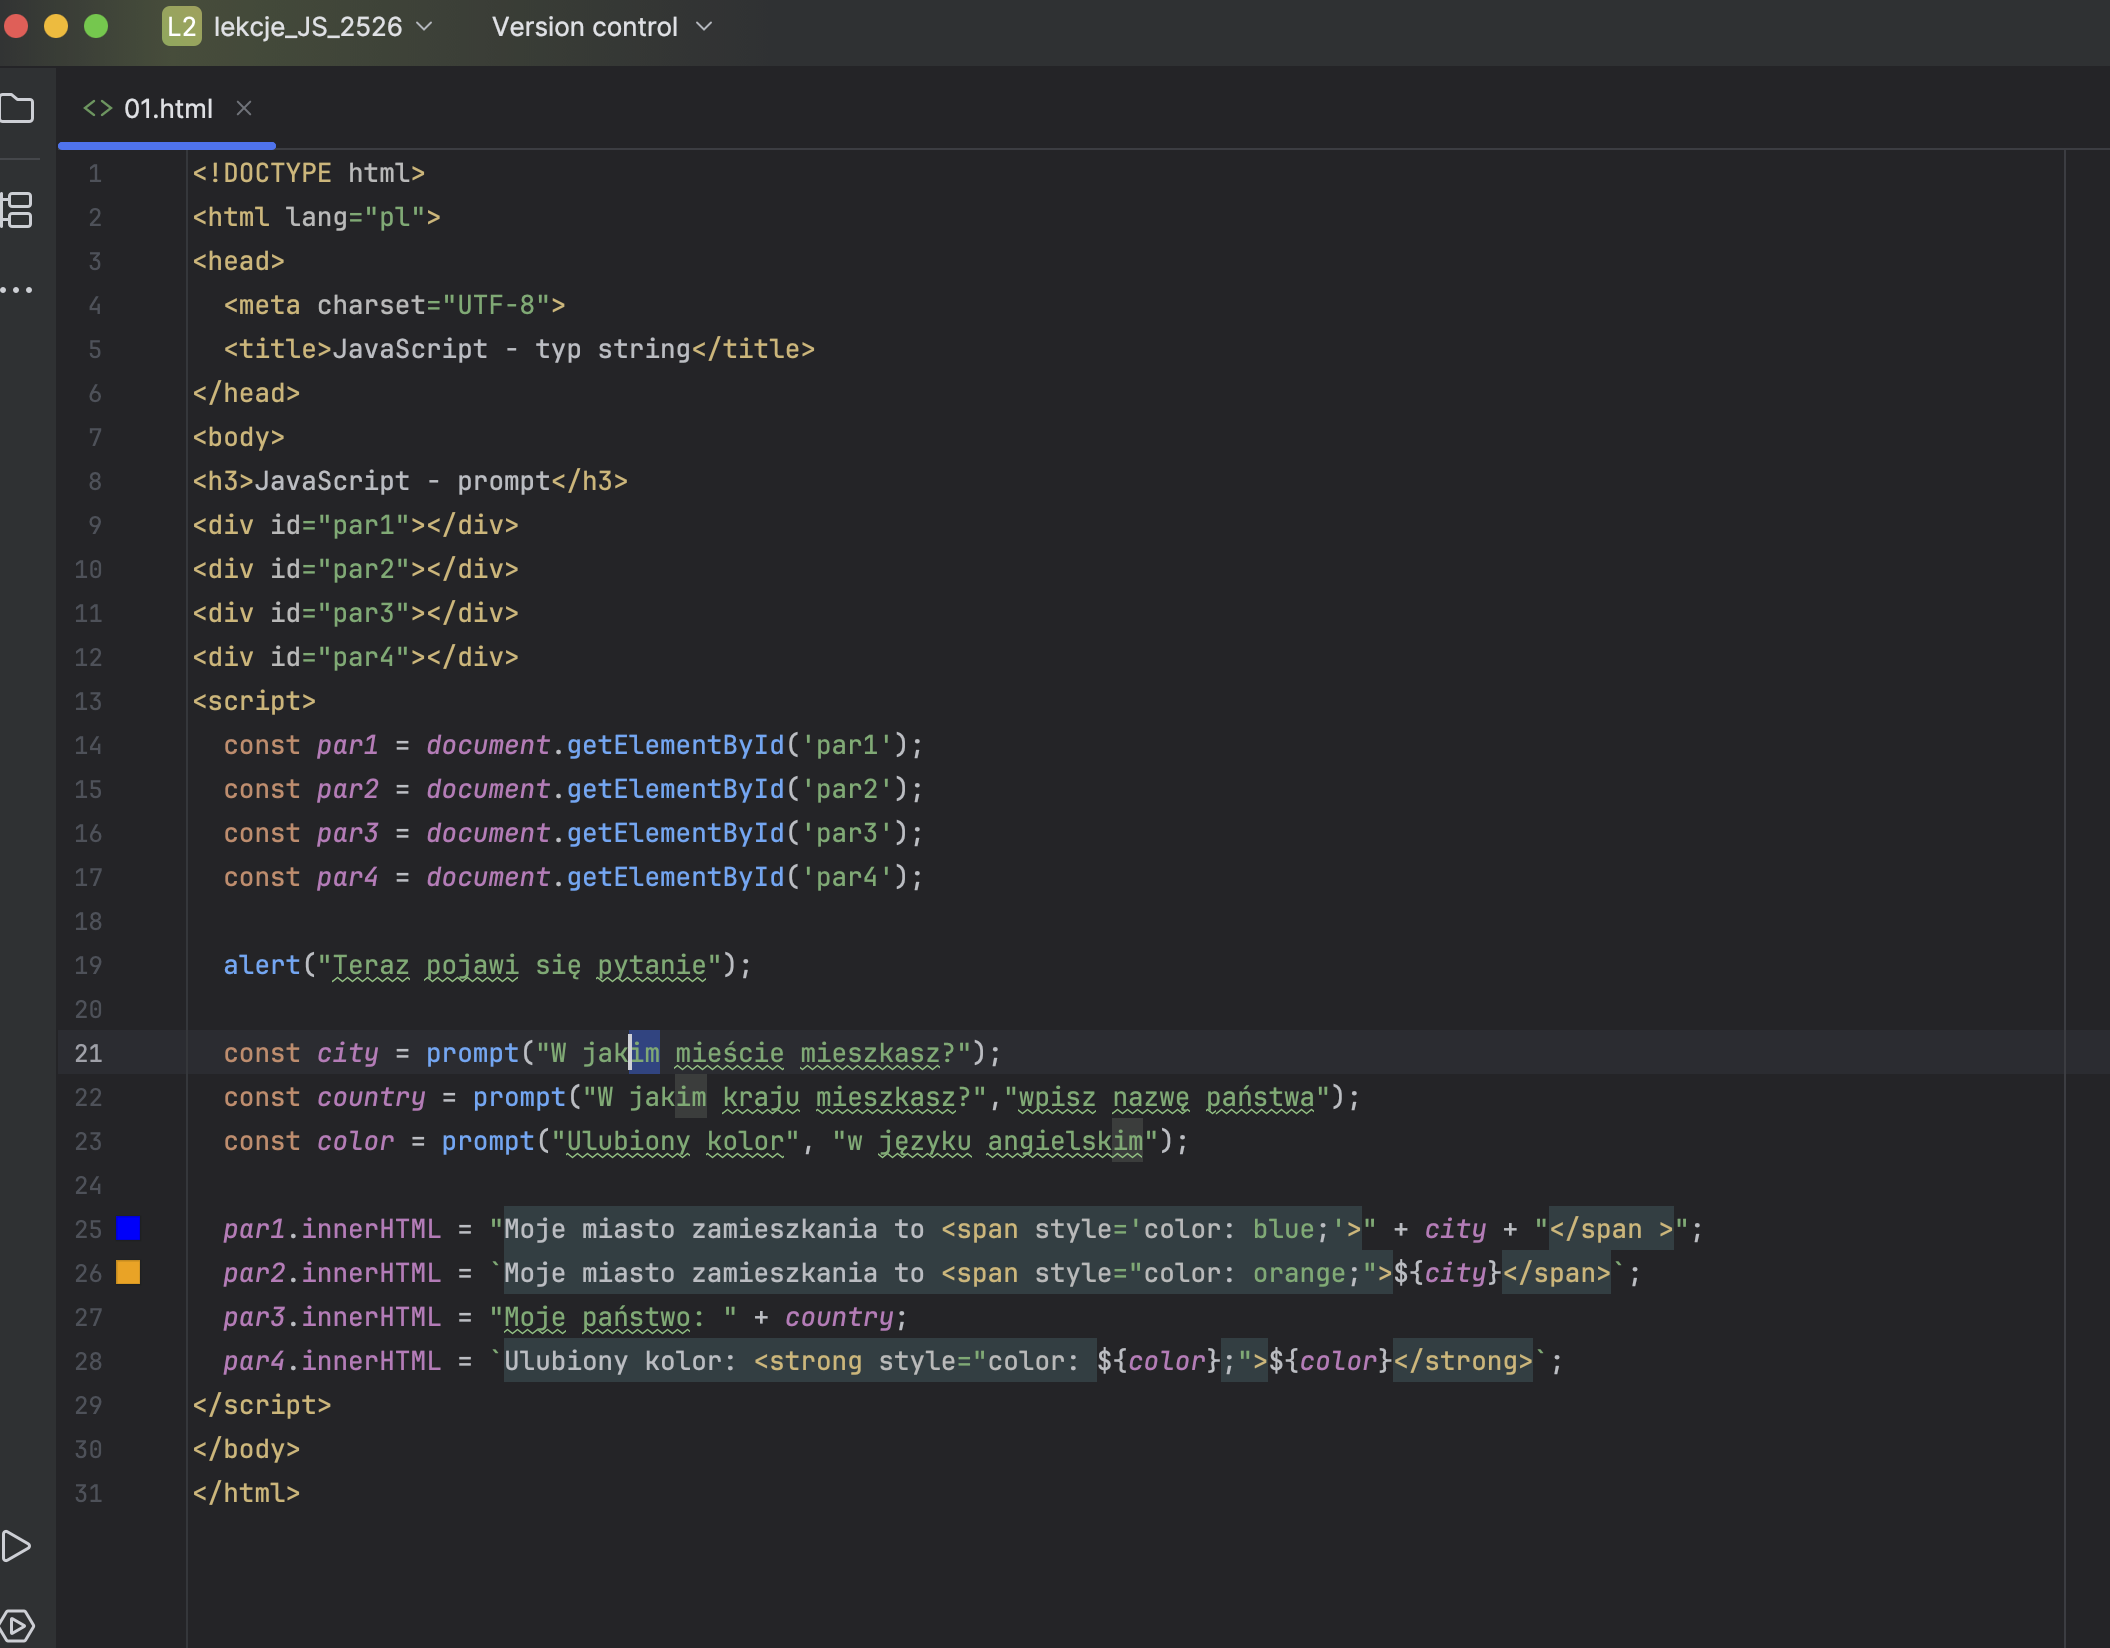 L2 lekcje_JS_2526 Version control
<> 01.html ×
1 <!DOCTYPE html>
2 <html lang="pl">
3 <head>
4   <meta charset="UTF-8">
5   <title>JavaScript - typ string</title>
6 </head>
7 <body>
8 <h3>JavaScript - prompt</h3>
9 <div id="par1"></div>
10 <div id="par2"></div>
11 <div id="par3"></div>
12 <div id="par4"></div>
13 <script>
14   const par1 = document.getElementById('par1');
15   const par2 = document.getElementById('par2');
16   const par3 = document.getElementById('par3');
17   const par4 = document.getElementById('par4');
18
19   alert("Teraz pojawi się pytanie");
20
21   const city = prompt("W jakim mieście mieszkasz?");
22   const country = prompt("W jakim kraju mieszkasz?","wpisz nazwę państwa");
23   const color = prompt("Ulubiony kolor", "w języku angielskim");
24
25   par1.innerHTML = "Moje miasto zamieszkania to <span style='color: blue;'>" + city + "</span >";
26   par2.innerHTML = `Moje miasto zamieszkania to <span style="color: orange;">${city}</span>`;
27   par3.innerHTML = "Moje państwo: " + country;
28   par4.innerHTML = `Ulubiony kolor: <strong style="color: ${color};">${color}</strong>`;
29 </script>
30 </body>
31 </html>